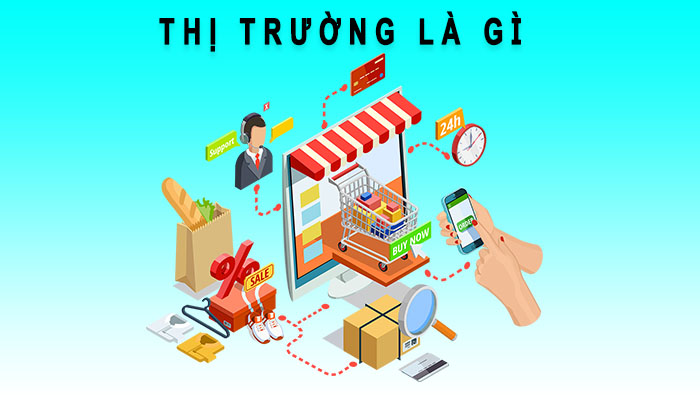 THỊ TRƯỜNG LÀ GÌ
24h
Support
BUY NOW
SALE
%